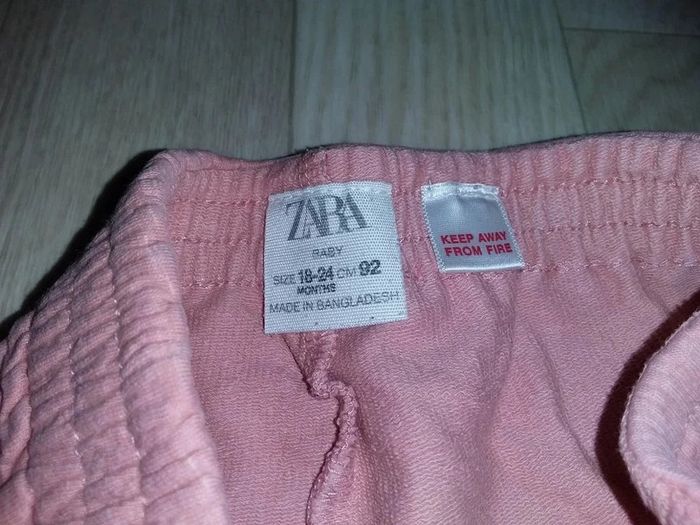 ZARA
BABY
SIZE 18-24 CM 92
MONTHS
MADE IN BANGLADESH
KEEP AWAY
FROM FIRE